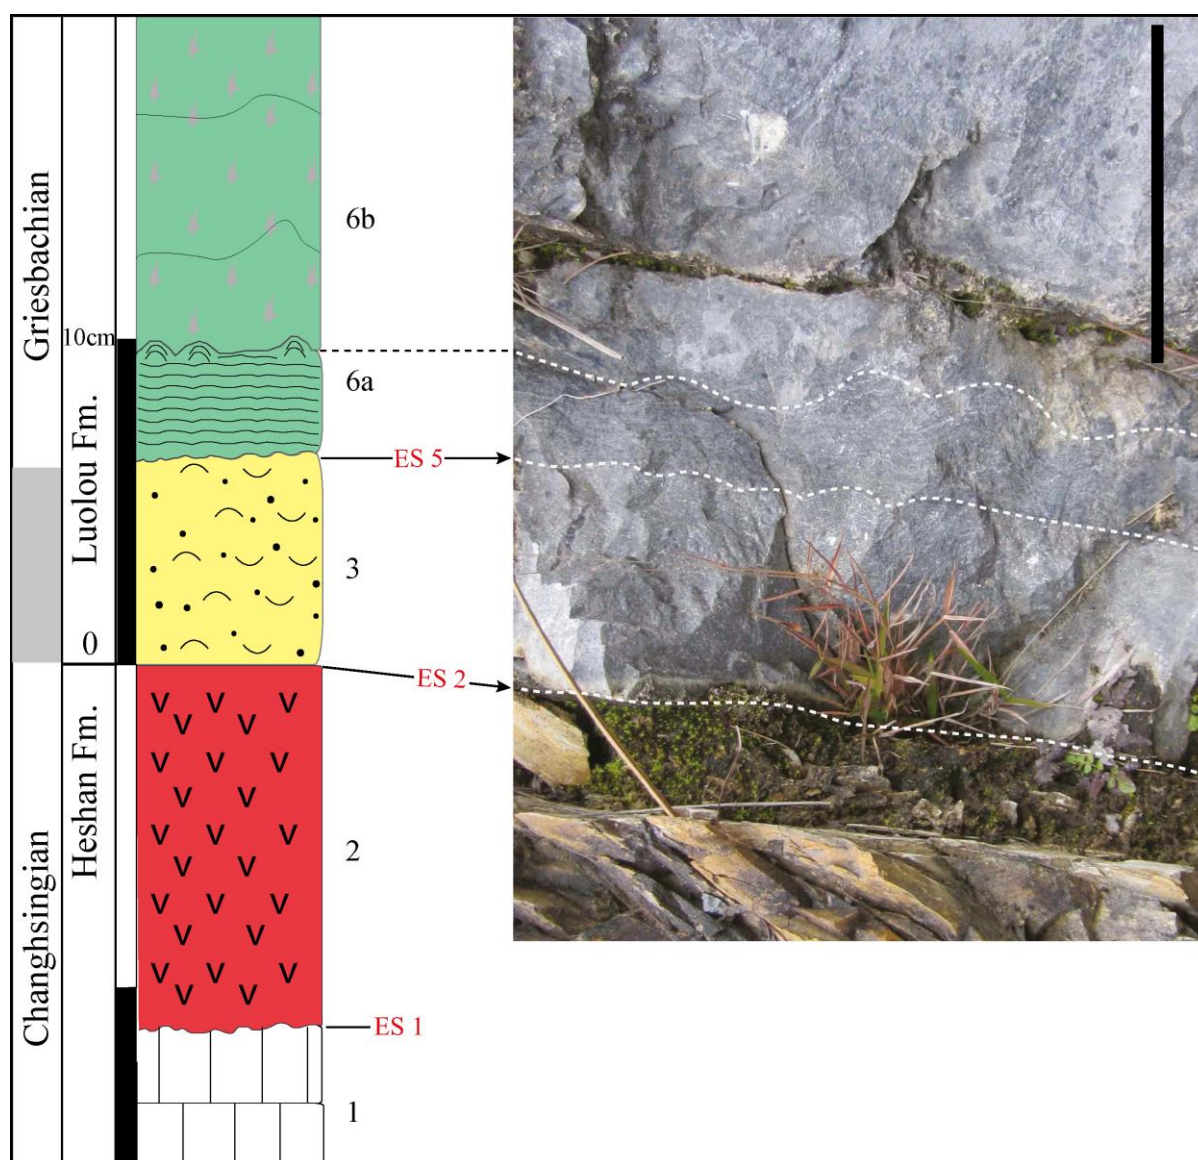 Griesbachian
Changhsingian
Luolou Fm.
Heshan Fm.
10cm
0
6b
6a
3
2
1
ES 5
ES 2
ES 1